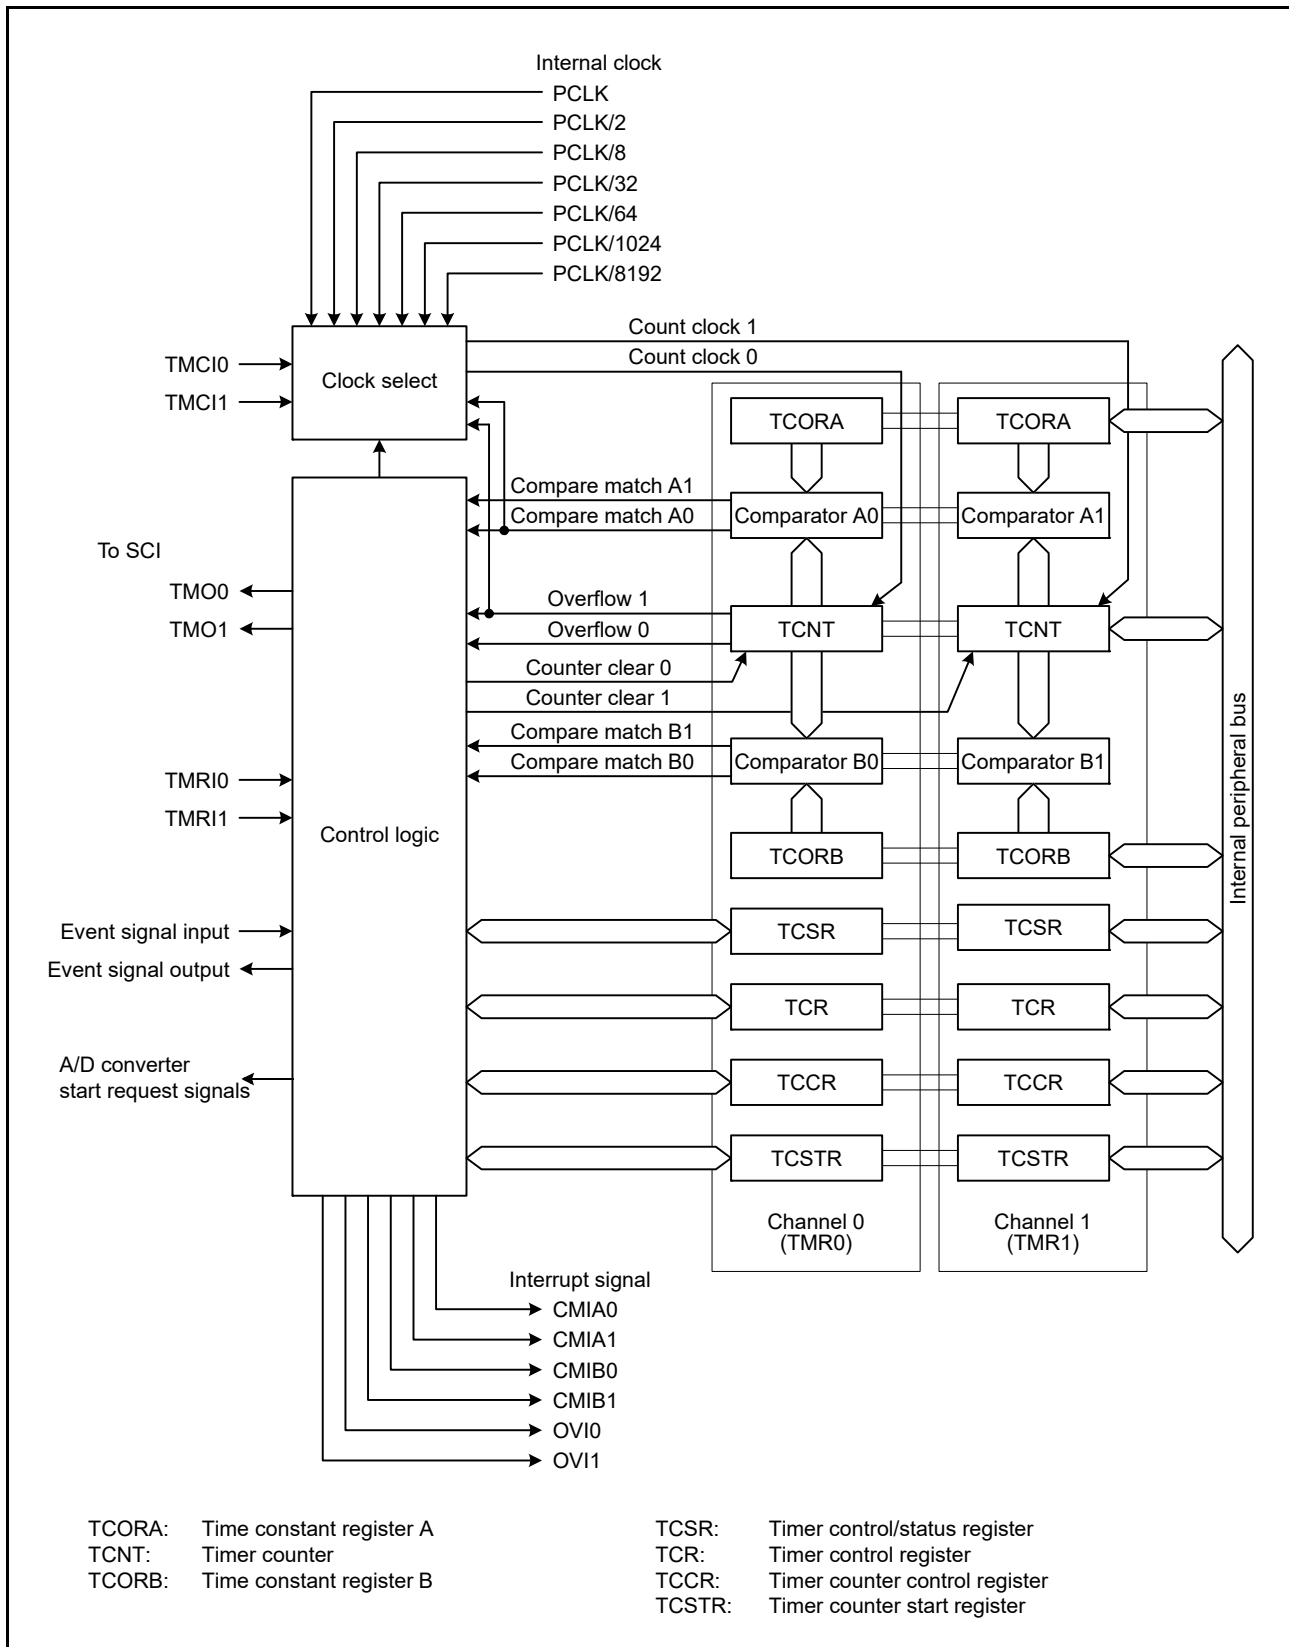 Internal clock
PCLK
PCLK/2
PCLK/8
PCLK/32
PCLK/64
PCLK/1024
PCLK/8192
Count clock 1
Count clock 0
TMCI0
TMCI1
Clock select
TCORA
TCORA
Compare match A1
Compare match A0
Comparator A0
Comparator A1
To SCI
TMO0
TMO1
Overflow 1
Overflow 0
TCNT
TCNT
Counter clear 0
Counter clear 1
Compare match B1
Compare match B0
Comparator B0
Comparator B1
TMRI0
TMRI1
Control logic
TCORB
TCORB
Internal peripheral bus
Event signal input
Event signal output
TCSR
TCSR
TCR
TCR
A/D converter
start request signals
TCCR
TCCR
TCSTR
TCSTR
Channel 0
(TMR0)
Channel 1
(TMR1)
Interrupt signal
CMIA0
CMIA1
CMIB0
CMIB1
OVI0
OVI1
TCORA: Time constant register A
TCNT: Timer counter
TCORB: Time constant register B
TCSR: Timer control/status register
TCR: Timer control register
TCCR: Timer counter control register
TCSTR: Timer counter start register